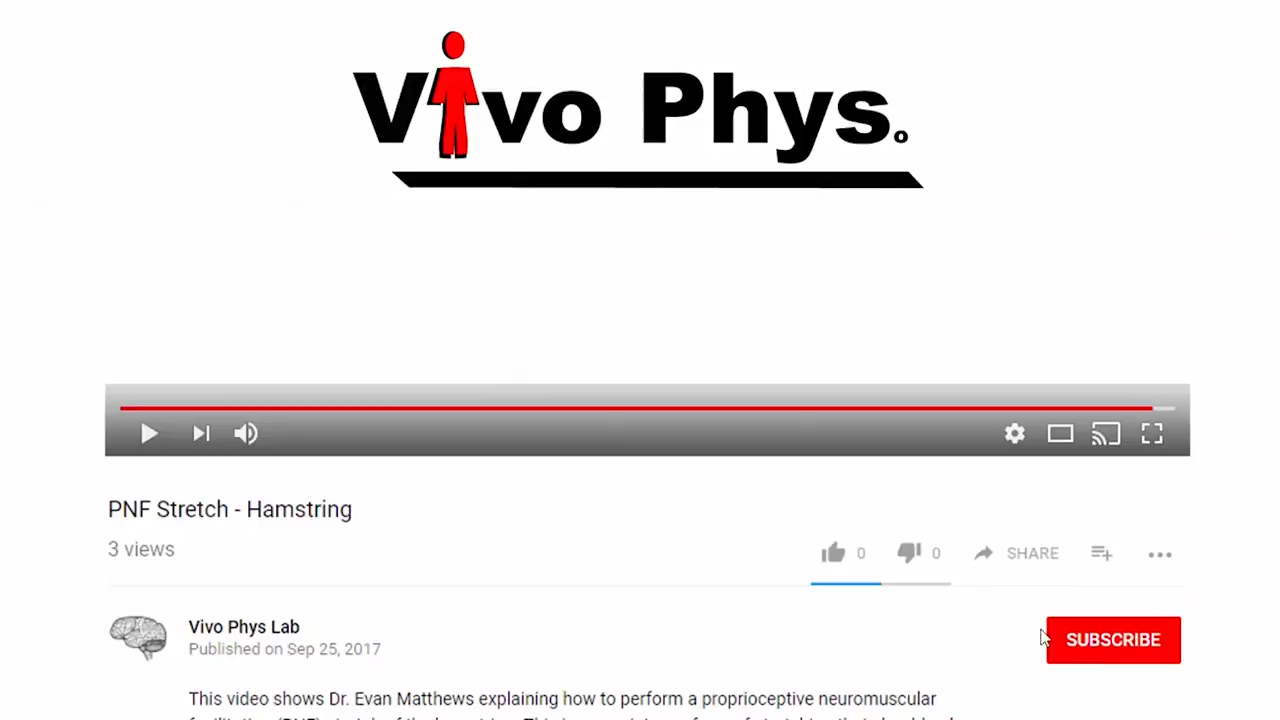 Vivo Phys.
PNF Stretch - Hamstring
3 views
0 0 SHARE
Vivo Phys Lab
Published on Sep 25, 2017
SUBSCRIBE
This video shows Dr. Evan Matthews explaining how to perform a proprioceptive neuromuscular